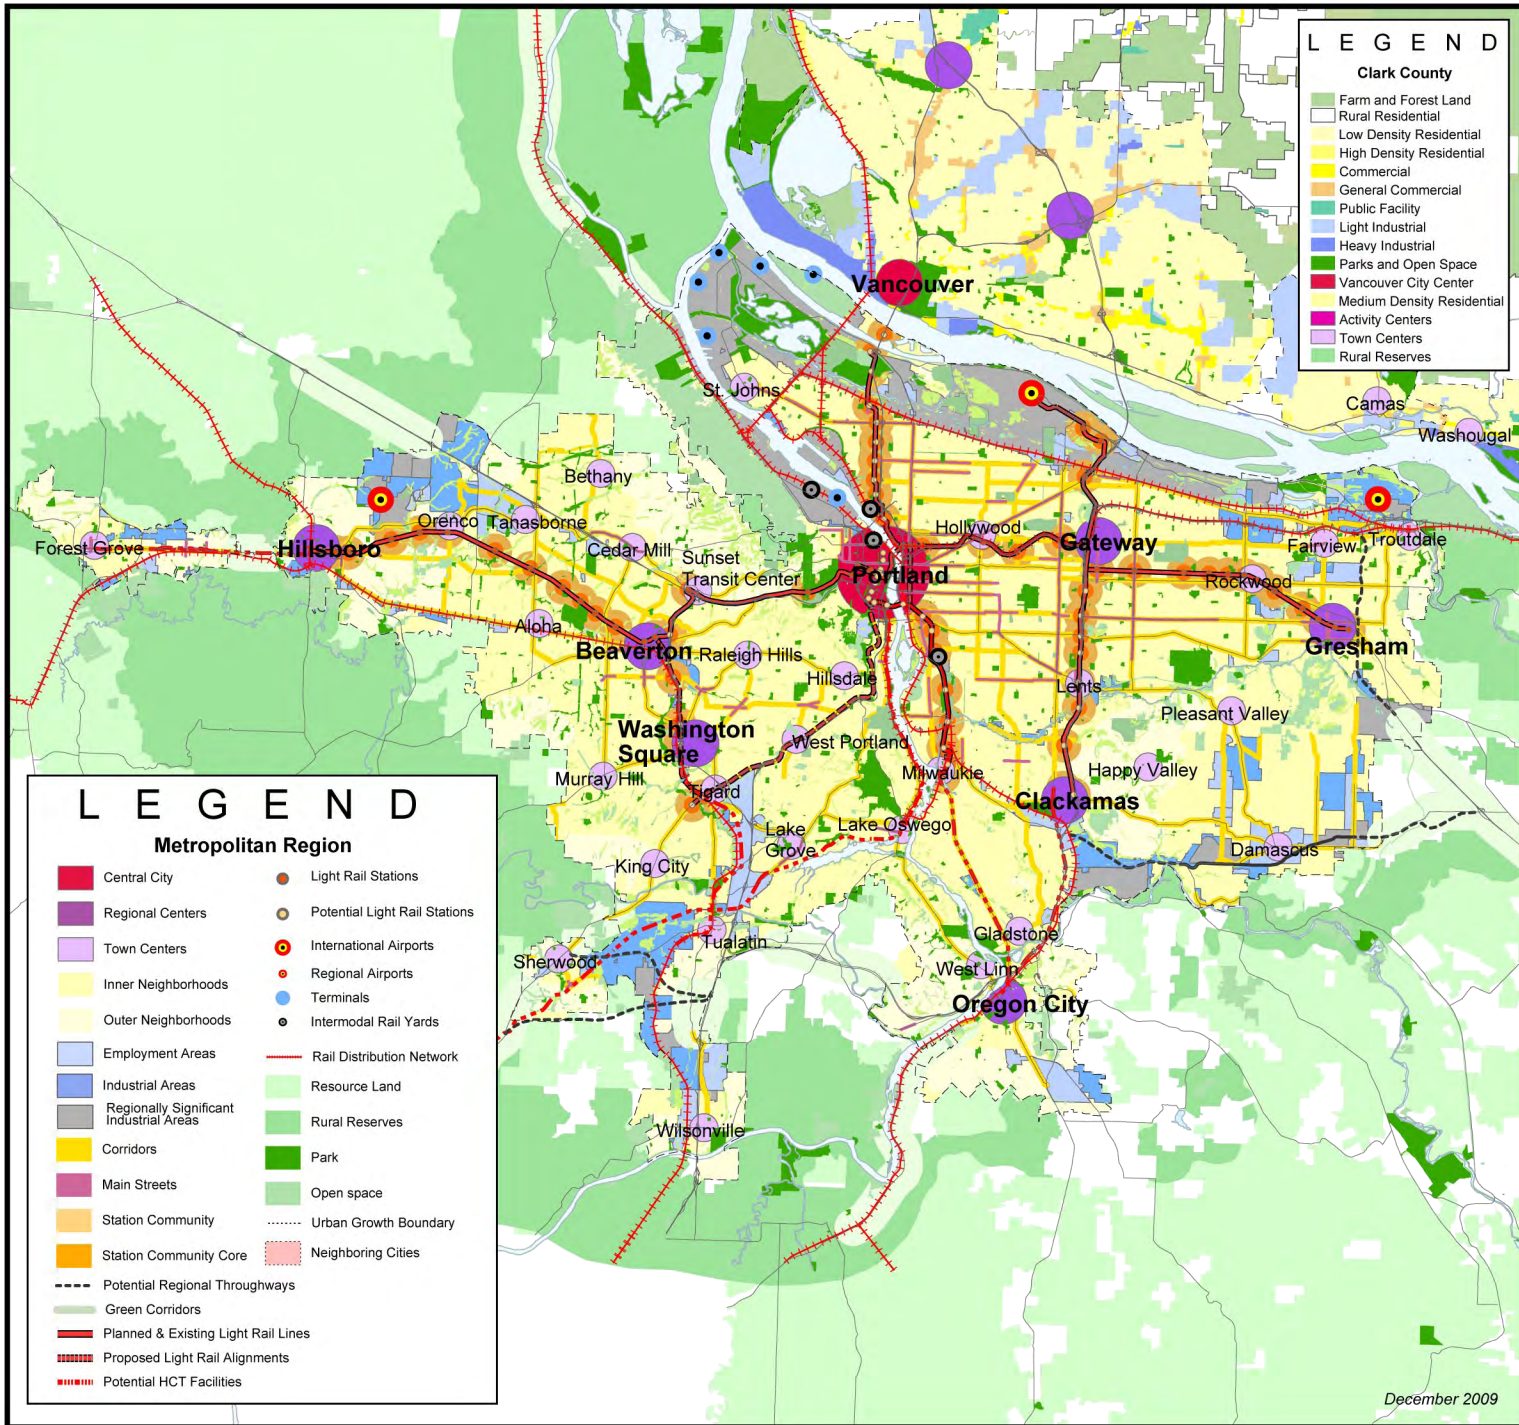 L E G E N D
Clark County
Farm and Forest Land
Rural Residential
Low Density Residential
High Density Residential
Commercial
General Commercial
Public Facility
Light Industrial
Heavy Industrial
Parks and Open Space
Vancouver City Center
Medium Density Residential
Activity Centers
Town Centers
Rural Reserves
Vancouver
St. Johns
Camas
Washougal
Bethany
Orenco
Tanasborne
Hollywood
Forest Grove
Hillsboro
Cedar Mill
Gateway
Fairview
Troutdale
Sunset
Transit Center
Portland
Rockwood
Aloha
Beaverton
Raleigh Hills
Gresham
Hillsdale
Lents
Pleasant Valley
Washington
Square
West Portland
Murray Hill
Tigard
Milwaukie
Happy Valley
Clackamas
Lake
Grove
Lake Oswego
King City
Damascus
Tualatin
Gladstone
Sherwood
West Linn
Oregon City
Wilsonville
L E G E N D
Metropolitan Region
Central City
Regional Centers
Town Centers
Inner Neighborhoods
Outer Neighborhoods
Employment Areas
Industrial Areas
Regionally Significant
Industrial Areas
Corridors
Main Streets
Station Community
Station Community Core
Potential Regional Throughways
Green Corridors
Planned & Existing Light Rail Lines
Proposed Light Rail Alignments
Potential HCT Facilities
Light Rail Stations
Potential Light Rail Stations
International Airports
Regional Airports
Terminals
Intermodal Rail Yards
Rail Distribution Network
Resource Land
Rural Reserves
Park
Open space
Urban Growth Boundary
Neighboring Cities
December 2009